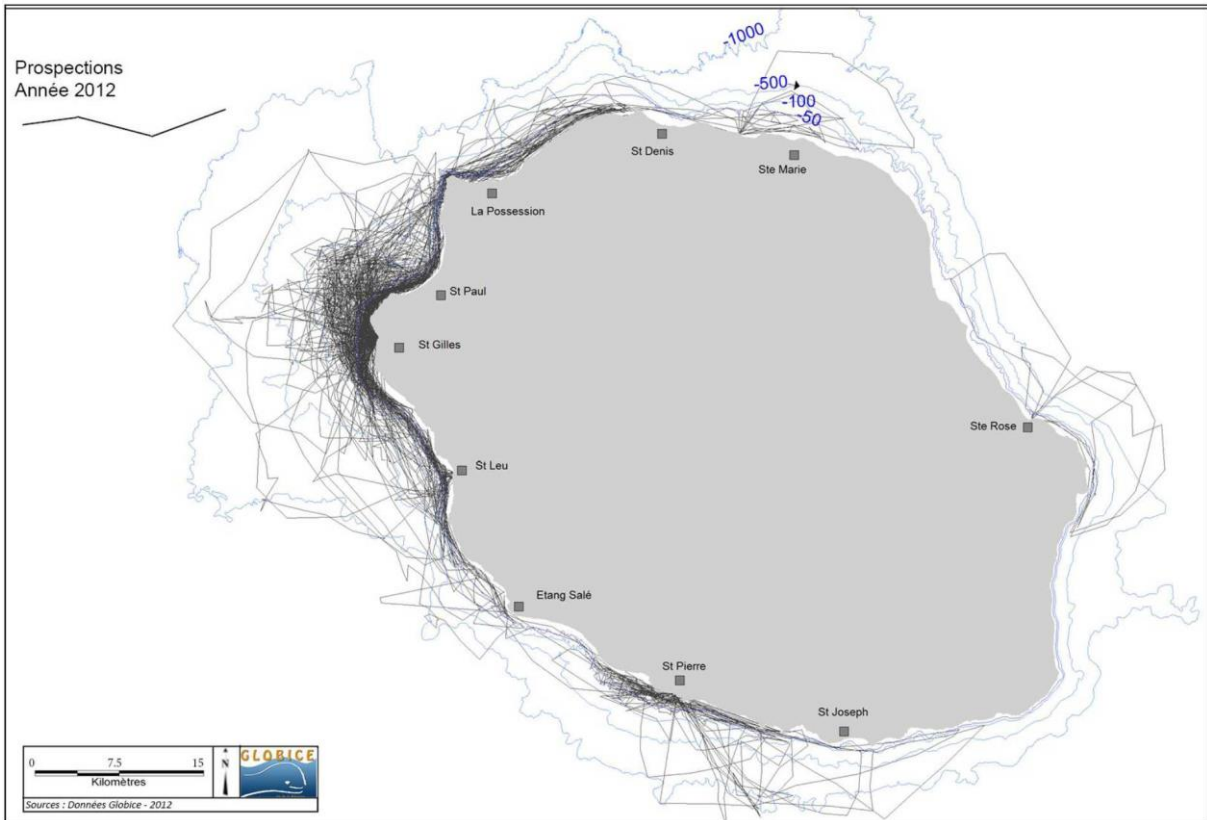 Prospections
Année 2012
-1000
-500
-100
-50
St Denis
Ste Marie
La Possession
St Paul
St Gilles
Ste Rose
St Leu
Etang Salé
St Pierre
St Joseph
0 7.5 15
Kilomètres
N
GLOBICE
Sources : Données Globice - 2012